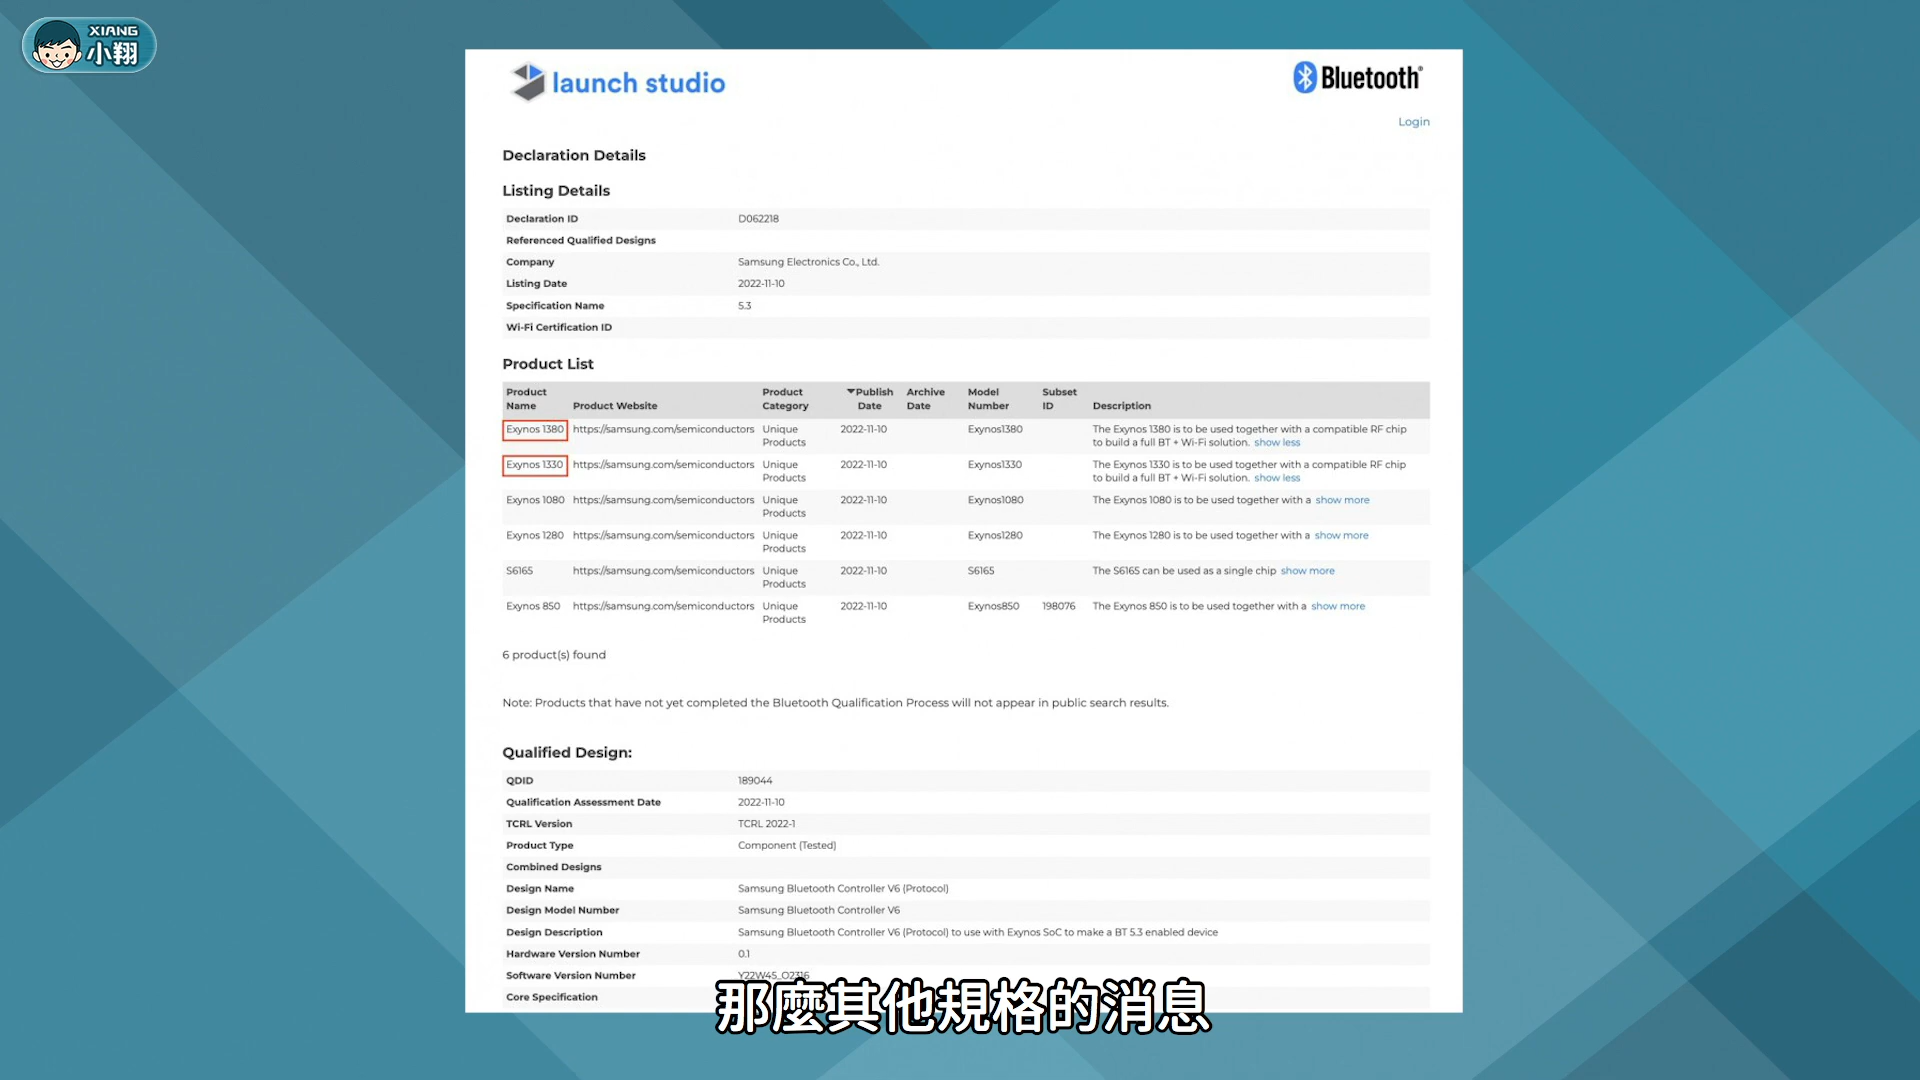 XIANG
小翔
launch studio
Bluetooth®
Login
Declaration Details
Listing Details
Declaration ID D062218
Referenced Qualified Designs
Company Samsung Electronics Co., Ltd.
Listing Date 2022-11-10
Specification Name 5.3
Wi-Fi Certification ID
Product List
Product Name Product Website Product Category ▼Publish Date Archive Date Model Number Subset ID Description
Exynos 1380 https://samsung.com/semiconductors Unique Products 2022-11-10 Exynos1380 The Exynos 1380 is to be used together with a compatible RF chip
to build a full BT + Wi-Fi solution. show less
Exynos 1330 https://samsung.com/semiconductors Unique Products 2022-11-10 Exynos1330 The Exynos 1330 is to be used together with a compatible RF chip
to build a full BT + Wi-Fi solution. show less
Exynos 1080 https://samsung.com/semiconductors Unique Products 2022-11-10 Exynos1080 The Exynos 1080 is to be used together with a show more
Exynos 1280 https://samsung.com/semiconductors Unique Products 2022-11-10 Exynos1280 The Exynos 1280 is to be used together with a show more
S6165 https://samsung.com/semiconductors Unique Products 2022-11-10 S6165 The S6165 can be used as a single chip show more
Exynos 850 https://samsung.com/semiconductors Unique Products 2022-11-10 Exynos850 198076 The Exynos 850 is to be used together with a show more
6 product(s) found
Note: Products that have not yet completed the Bluetooth Qualification Process will not appear in public search results.
Qualified Design:
QDID 189044
Qualification Assessment Date 2022-11-10
TCRL Version TCRL 2022-1
Product Type Component (Tested)
Combined Designs
Design Name Samsung Bluetooth Controller V6 (Protocol)
Design Model Number Samsung Bluetooth Controller V6
Design Description Samsung Bluetooth Controller V6 (Protocol) to use with Exynos SoC to make a BT 5.3 enabled device
Hardware Version Number 0.1
Software Version Number Y22W45_O2316
Core Specification
那麼其他規格的消息